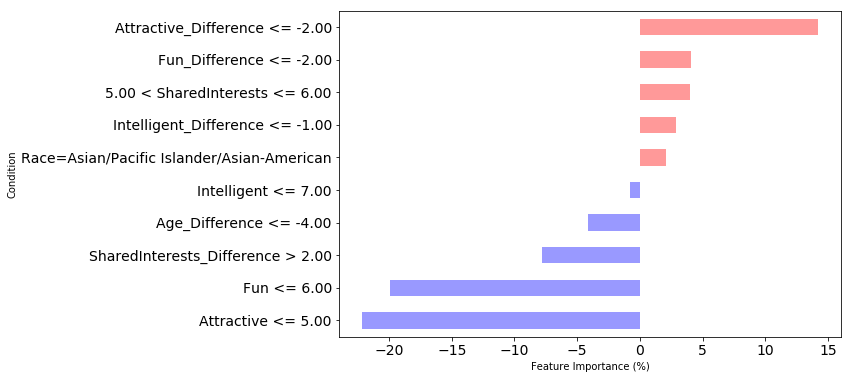 Attractive_Difference <= -2.00
Fun_Difference <= -2.00
5.00 < SharedInterests <= 6.00
Intelligent_Difference <= -1.00
Race=Asian/Pacific Islander/Asian-American
Intelligent <= 7.00
Age_Difference <= -4.00
SharedInterests_Difference > 2.00
Fun <= 6.00
Attractive <= 5.00
Condition
−20 −15 −10 −5 0 5 10 15
Feature Importance (%)